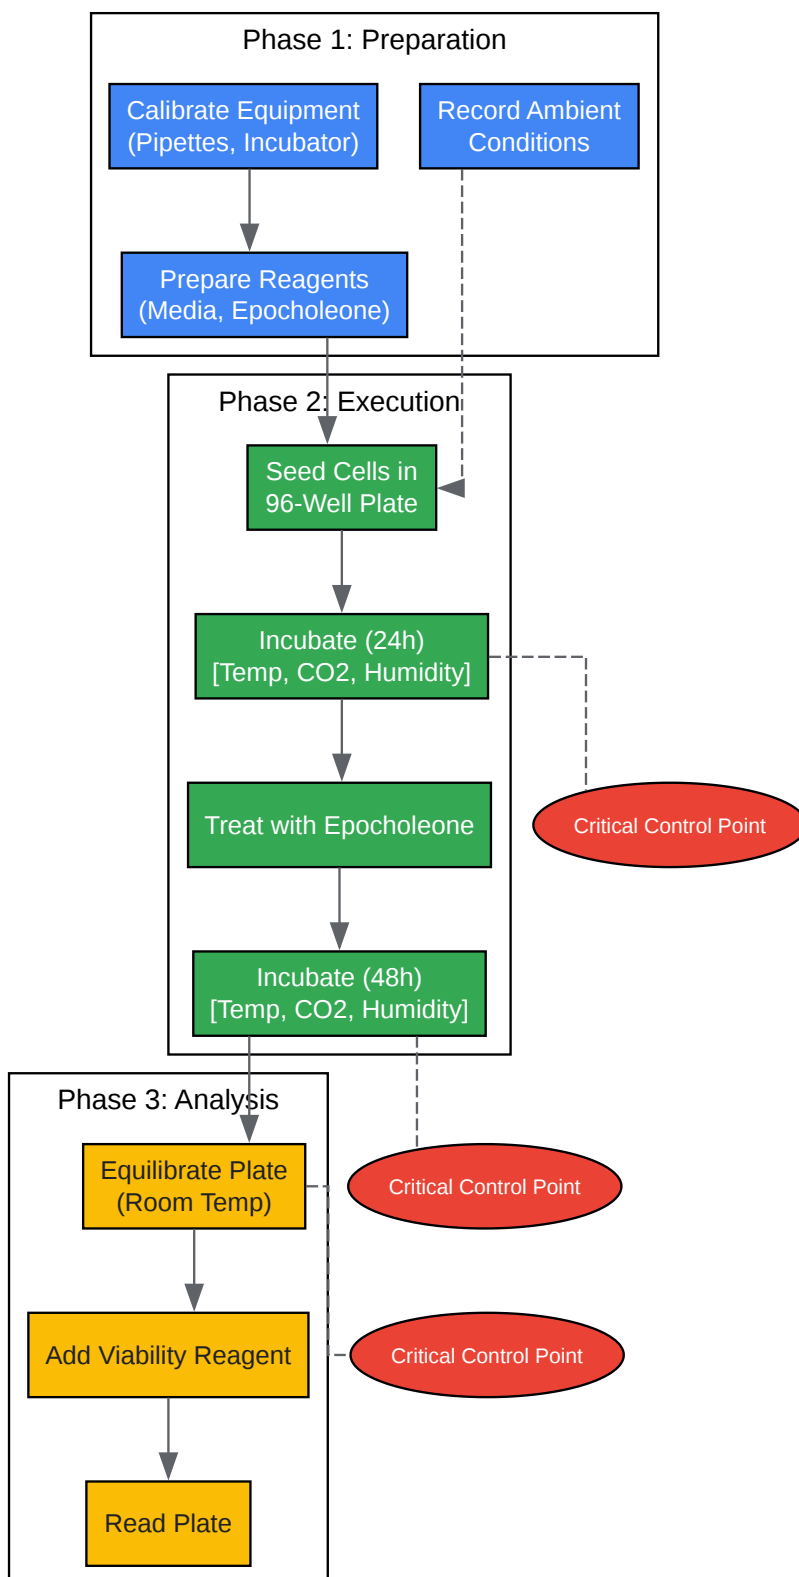 Phase 1: Preparation
Calibrate Equipment
(Pipettes, Incubator)
Record Ambient
Conditions
Prepare Reagents
(Media, Epocholeone)
Phase 2: Execution
Seed Cells in
96-Well Plate
Incubate (24h)
[Temp, CO2, Humidity]
Treat with Epocholeone
Critical Control Point
Incubate (48h)
[Temp, CO2, Humidity]
Phase 3: Analysis
Equilibrate Plate
(Room Temp)
Critical Control Point
Add Viability Reagent
Critical Control Point
Read Plate